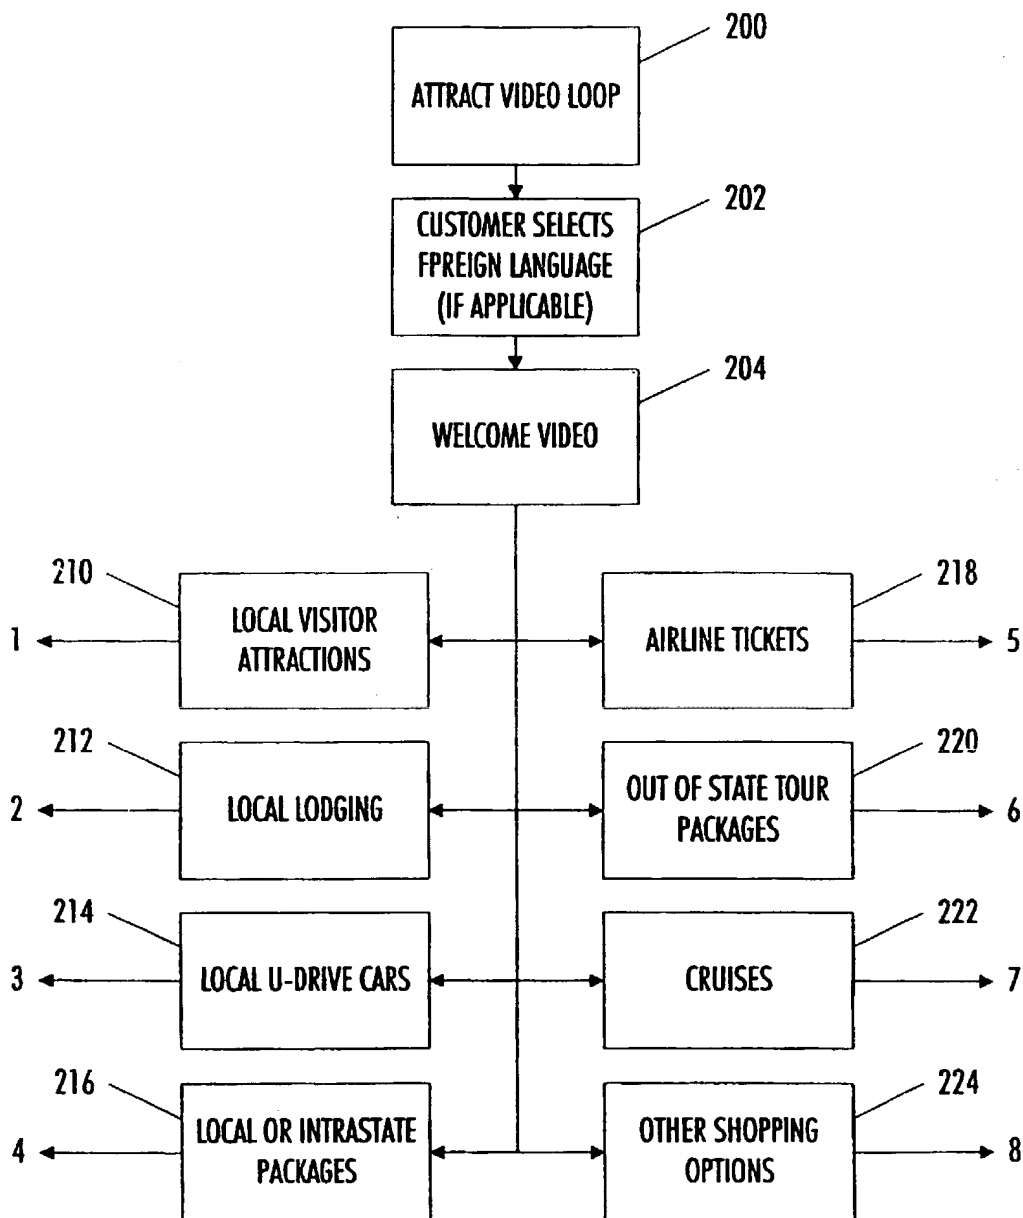 200
ATTRACT VIDEO LOOP
202
CUSTOMER SELECTS
FPREIGN LANGUAGE
(IF APPLICABLE)
204
WELCOME VIDEO
210
LOCAL VISITOR
ATTRACTIONS
1
218
AIRLINE TICKETS
5
212
LOCAL LODGING
2
220
OUT OF STATE TOUR
PACKAGES
6
214
LOCAL U-DRIVE CARS
3
222
CRUISES
7
216
LOCAL OR INTRASTATE
PACKAGES
4
224
OTHER SHOPPING
OPTIONS
8